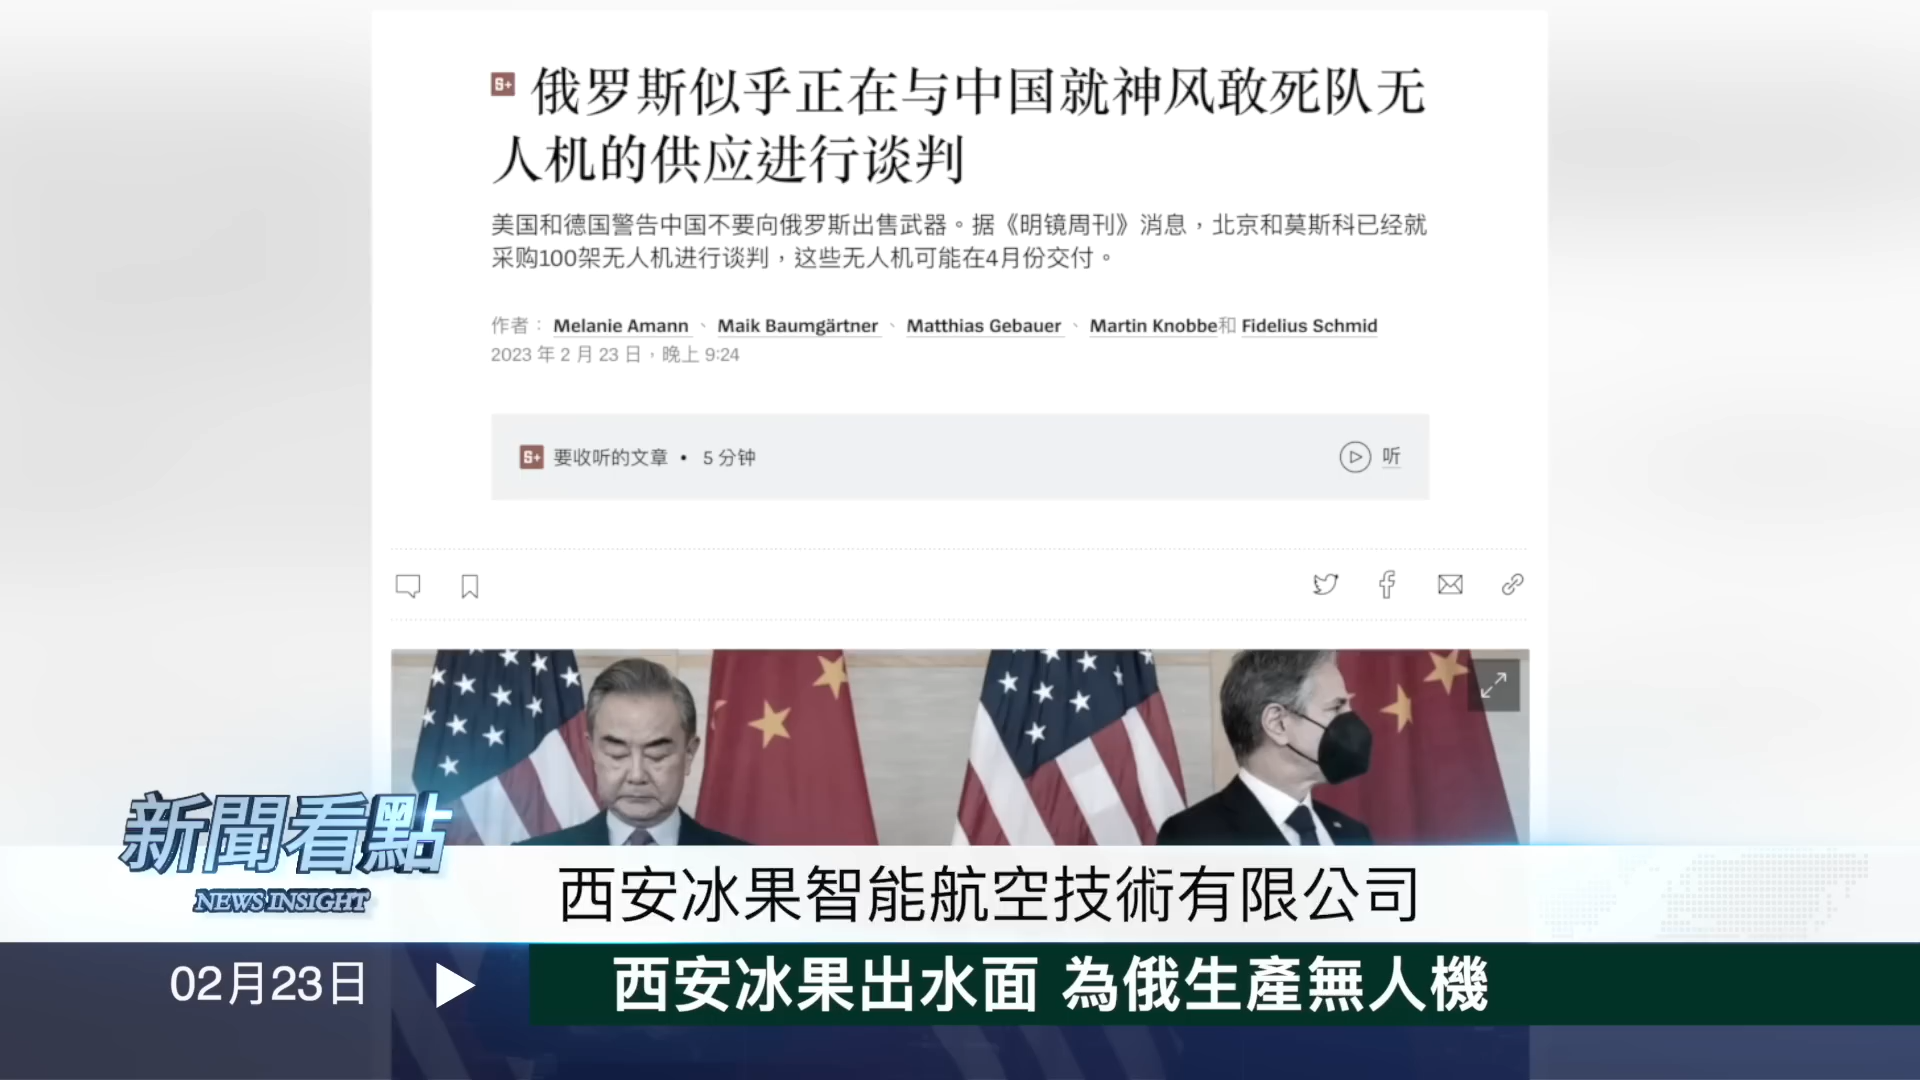 S+ 俄罗斯似乎正在与中国就神风敢死队无
人机的供应进行谈判
美国和德国警告中国不要向俄罗斯出售武器。据《明镜周刊》消息，北京和莫斯科已经就
采购100架无人机进行谈判，这些无人机可能在4月份交付。
作者： Melanie Amann 、 Maik Baumgärtner 、 Matthias Gebauer 、 Martin Knobbe和 Fidelius Schmid
2023 年 2 月 23 日，晚上 9:24
S+ 要收听的文章 • 5 分钟 听
新聞看點
NEWS INSIGHT
西安冰果智能航空技術有限公司
02月23日
西安冰果出水面 為俄生產無人機